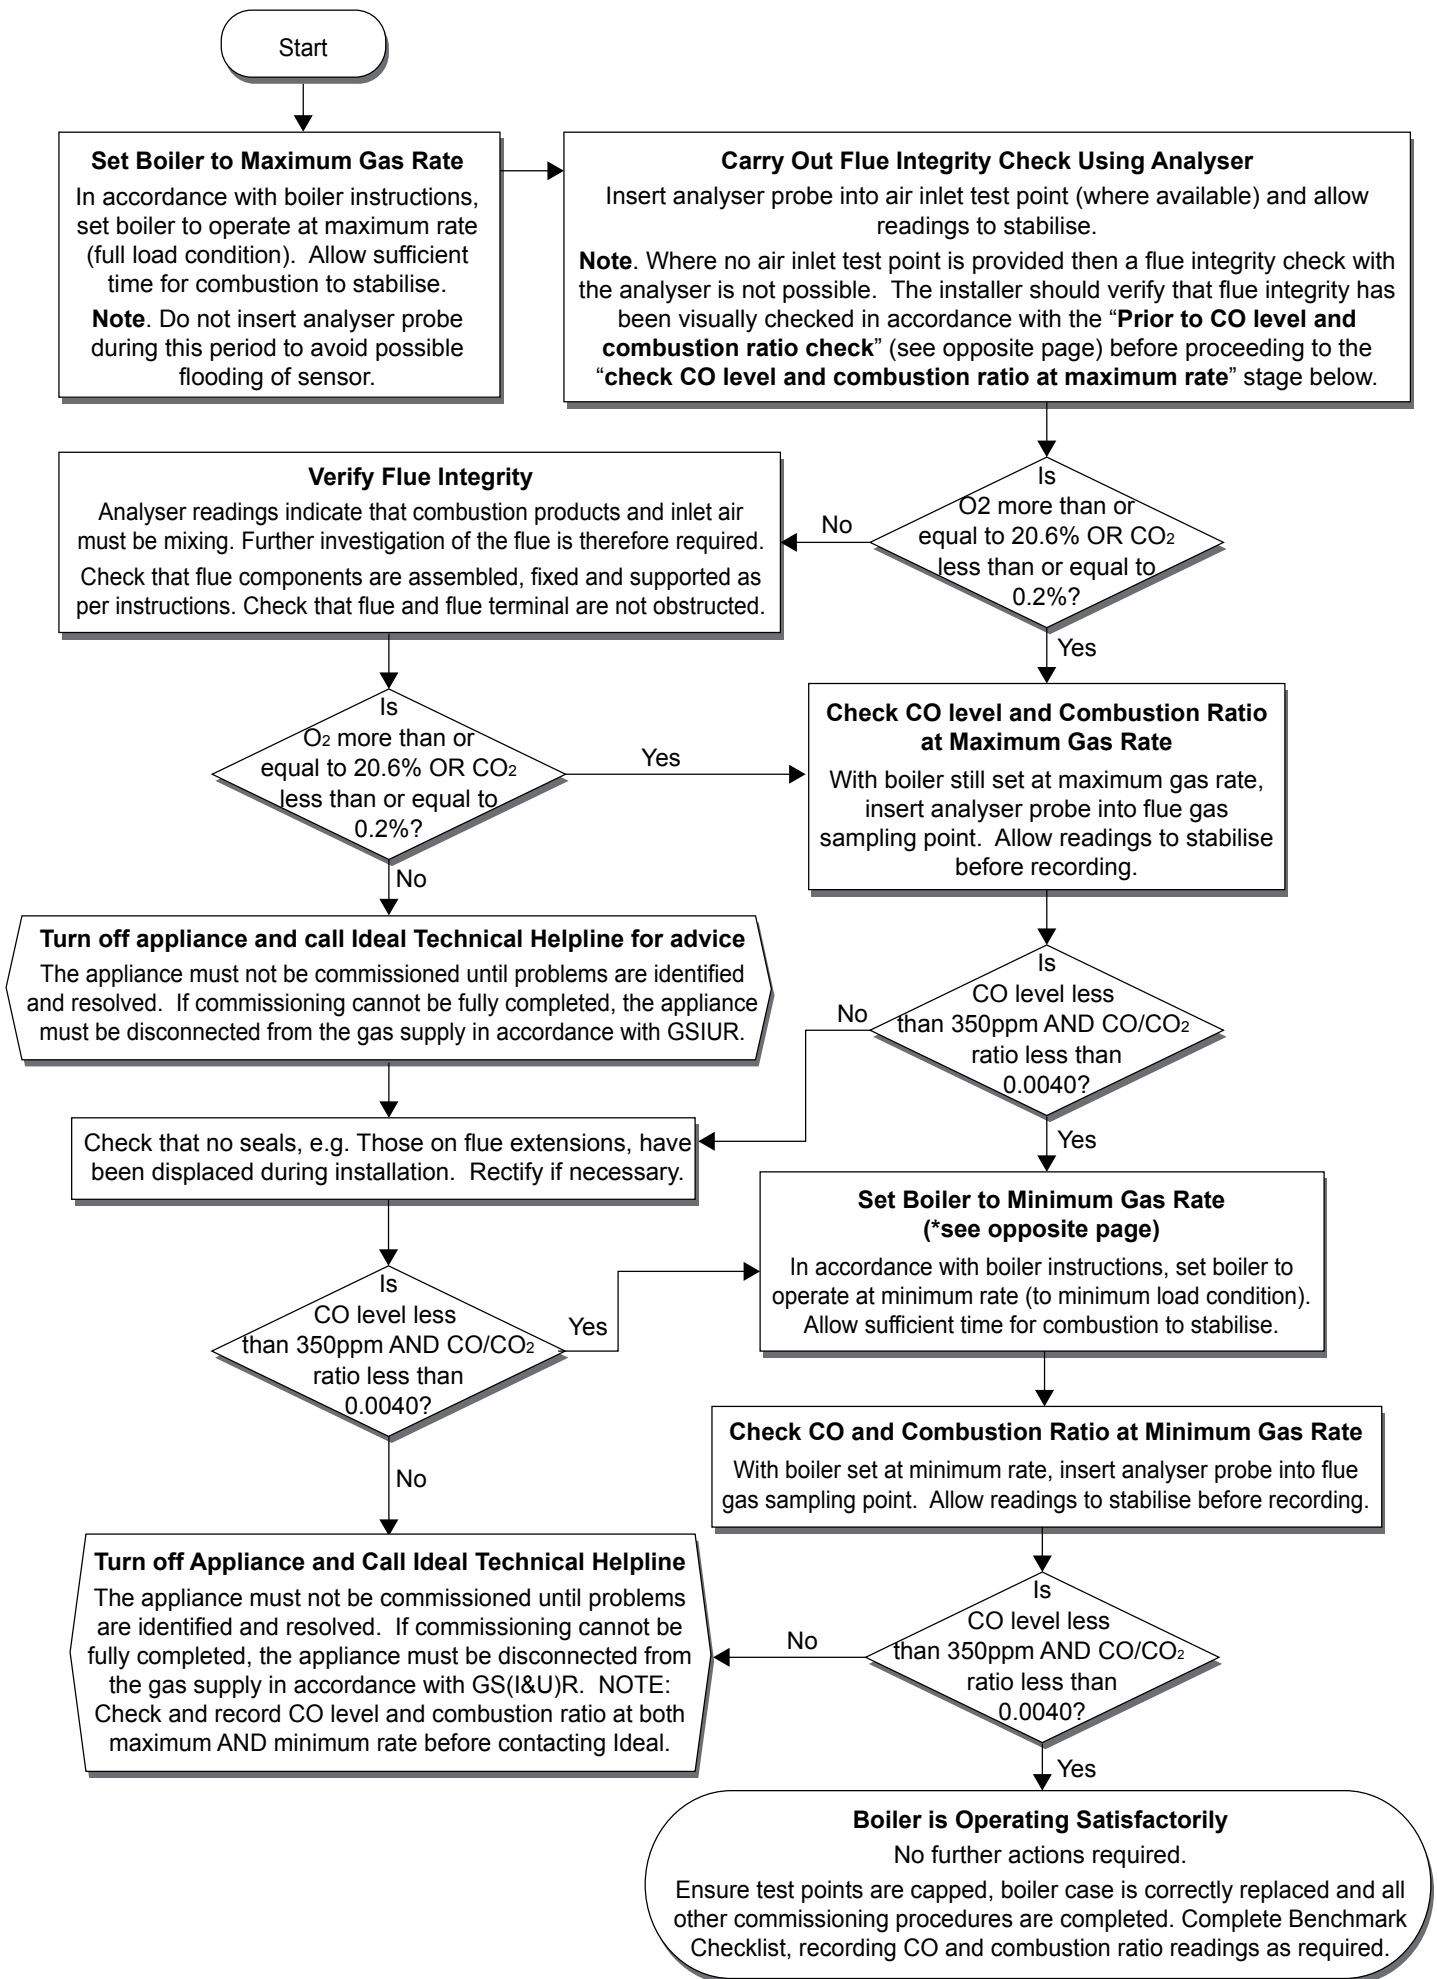 Start
Set Boiler to Maximum Gas Rate
In accordance with boiler instructions,
set boiler to operate at maximum rate
(full load condition).  Allow sufficient
time for combustion to stabilise.
Note. Do not insert analyser probe
during this period to avoid possible
flooding of sensor.
Carry Out Flue Integrity Check Using Analyser
Insert analyser probe into air inlet test point (where available) and allow
readings to stabilise.
Note. Where no air inlet test point is provided then a flue integrity check with
the analyser is not possible.  The installer should verify that flue integrity has
been visually checked in accordance with the “Prior to CO level and
combustion ratio check” (see opposite page) before proceeding to the
“check CO level and combustion ratio at maximum rate” stage below.
Is
O2 more than or
equal to 20.6% OR CO2
less than or equal to
0.2%?
No
Yes
Verify Flue Integrity
Analyser readings indicate that combustion products and inlet air
must be mixing. Further investigation of the flue is therefore required.
Check that flue components are assembled, fixed and supported as
per instructions. Check that flue and flue terminal are not obstructed.
Is
O2 more than or
equal to 20.6% OR CO2
less than or equal to
0.2%?
Yes
No
Check CO level and Combustion Ratio
at Maximum Gas Rate
With boiler still set at maximum gas rate,
insert analyser probe into flue gas
sampling point.  Allow readings to stabilise
before recording.
Turn off appliance and call Ideal Technical Helpline for advice
The appliance must not be commissioned until problems are identified
and resolved.  If commissioning cannot be fully completed, the appliance
must be disconnected from the gas supply in accordance with GSIUR.
Is
CO level less
than 350ppm AND CO/CO2
ratio less than
0.0040?
No
Yes
Check that no seals, e.g. Those on flue extensions, have
been displaced during installation.  Rectify if necessary.
Set Boiler to Minimum Gas Rate
(*see opposite page)
In accordance with boiler instructions, set boiler to
operate at minimum rate (to minimum load condition).
Allow sufficient time for combustion to stabilise.
Is
CO level less
than 350ppm AND CO/CO2
ratio less than
0.0040?
Yes
No
Check CO and Combustion Ratio at Minimum Gas Rate
With boiler set at minimum rate, insert analyser probe into flue
gas sampling point.  Allow readings to stabilise before recording.
Turn off Appliance and Call Ideal Technical Helpline
The appliance must not be commissioned until problems
are identified and resolved.  If commissioning cannot be
fully completed, the appliance must be disconnected from
the gas supply in accordance with GS(I&U)R.  NOTE:
Check and record CO level and combustion ratio at both
maximum AND minimum rate before contacting Ideal.
Is
CO level less
than 350ppm AND CO/CO2
ratio less than
0.0040?
No
Yes
Boiler is Operating Satisfactorily
No further actions required.
Ensure test points are capped, boiler case is correctly replaced and all
other commissioning procedures are completed. Complete Benchmark
Checklist, recording CO and combustion ratio readings as required.